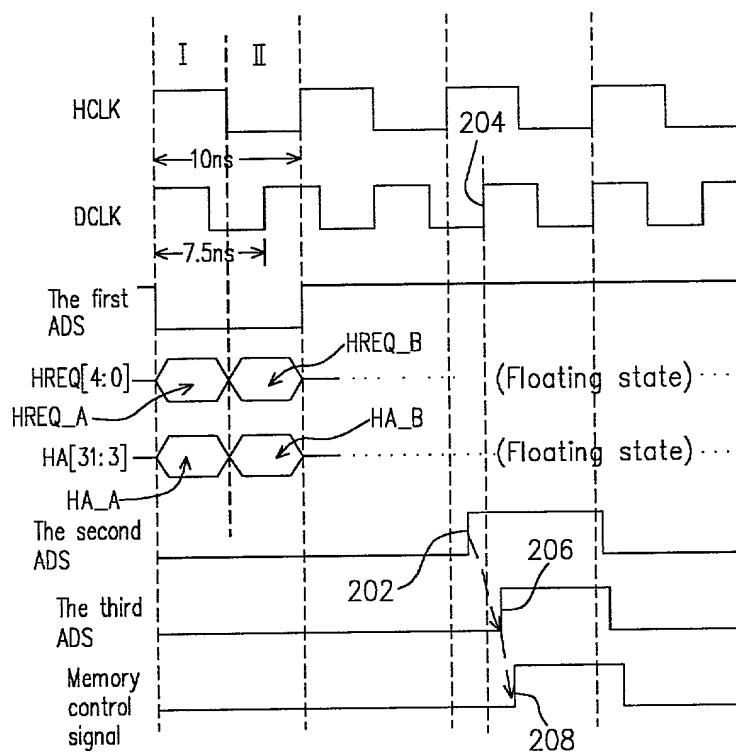 I II
HCLK
204
10ns
DCLK
7.5ns
The first
ADS
HREQ_B
HREQ[4:0]
(Floating state)
HREQ_A
HA_B
HA[31:3]
(Floating state)
HA_A
The second
ADS
202
206
The third
ADS
Memory
control
signal
208